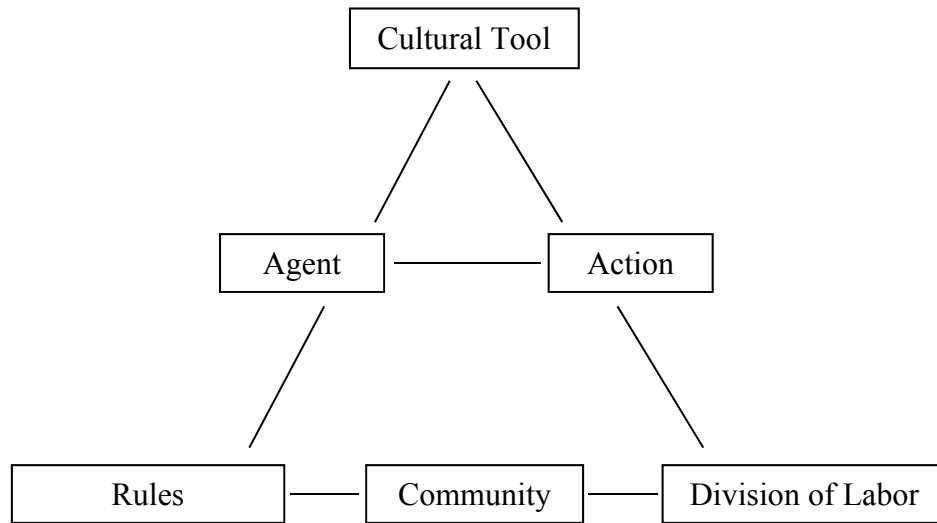 Cultural Tool
Agent
Action
Rules
Community
Division of Labor